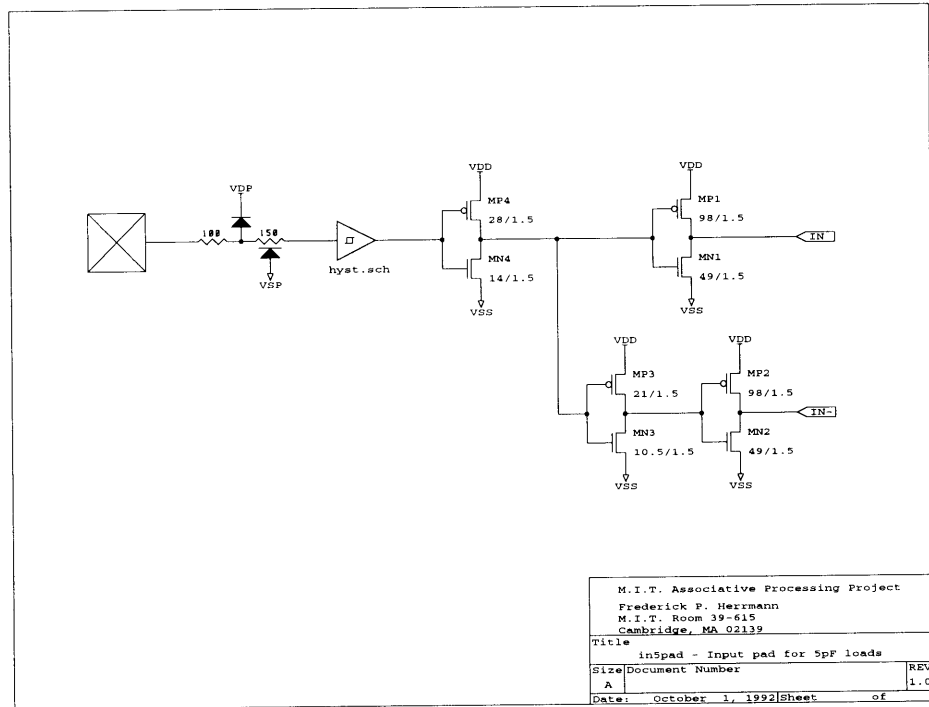 VDD
VDD
MP4
MP1
VDP
28/1.5
98/1.5
100
150
IN
hyst.sch
MN4
MN1
VSP
14/1.5
49/1.5
VSS
VSS
VDD
VDD
MP3
MP2
21/1.5
98/1.5
IN-
MN3
MN2
10.5/1.5
49/1.5
VSS
VSS
M.I.T. Associative Processing Project
Frederick P. Herrmann
M.I.T. Room 39-615
Cambridge, MA 02139
Title
in5pad - Input pad for 5pF loads
Size Document Number REV
A 1.0
Date: October 1, 1992 Sheet of